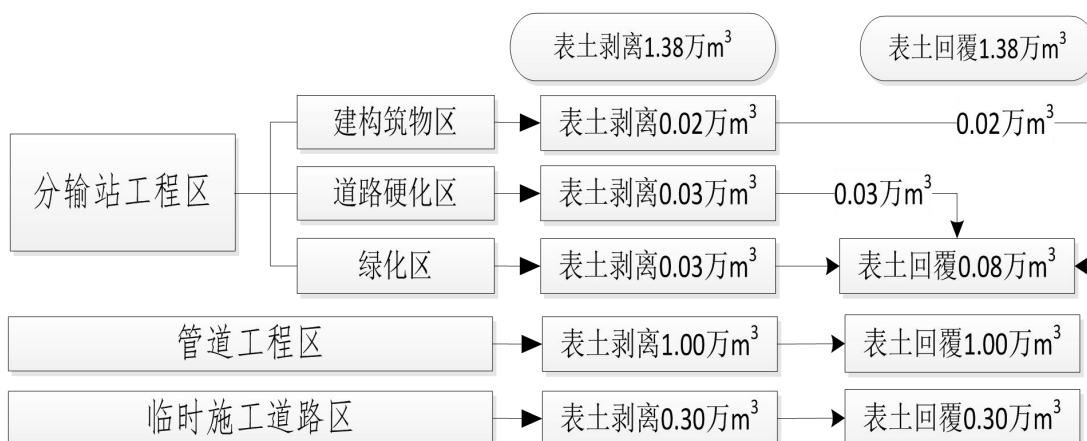 表土剥离1.38万m³
表土回覆1.38万m³
建构筑物区
表土剥离0.02万m³
0.02万m³
分输站工程区
道路硬化区
表土剥离0.03万m³
0.03万m³
绿化区
表土剥离0.03万m³
表土回覆0.08万m³
管道工程区
表土剥离1.00万m³
表土回覆1.00万m³
临时施工道路区
表土剥离0.30万m³
表土回覆0.30万m³